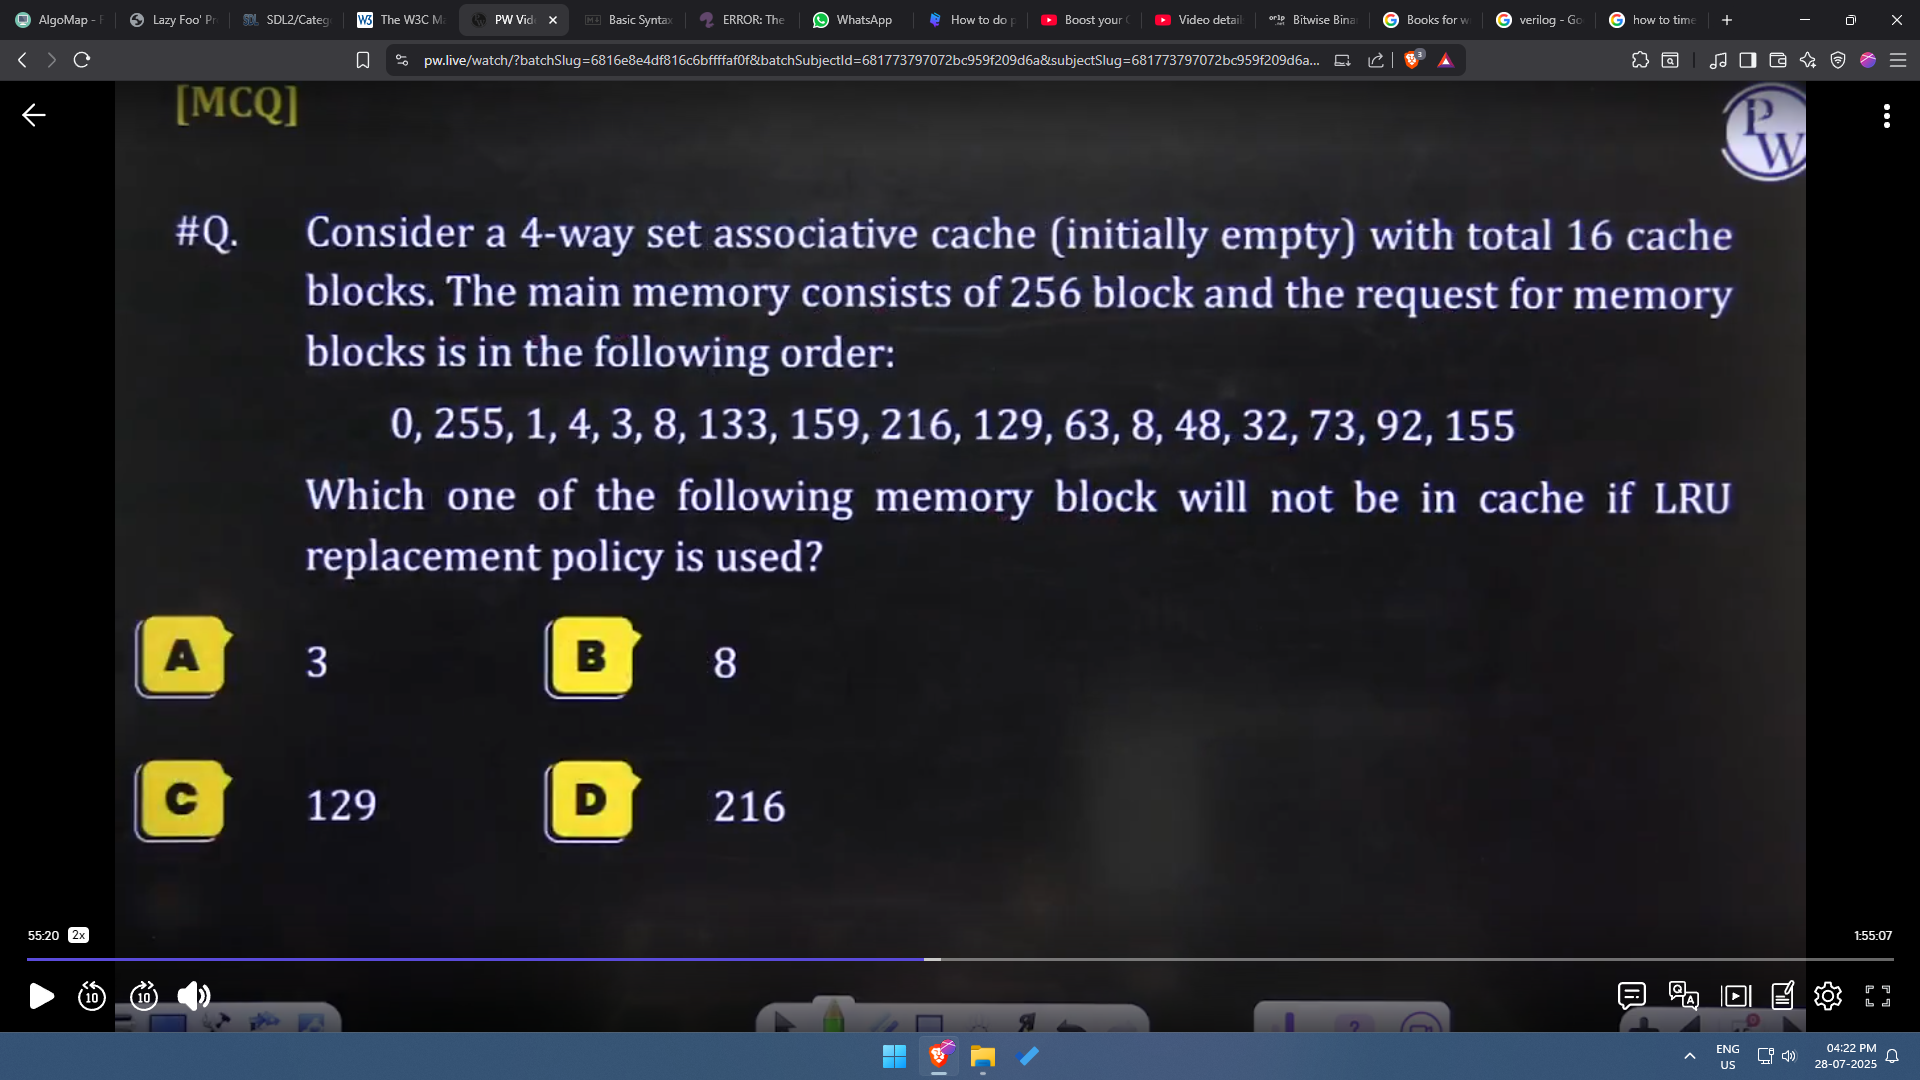 AlgoMap -
Lazy Foo' Pr
SDL2/Categ
The W3C Ma
PW Vid
Basic Syntax
ERROR: The
WhatsApp
How to do p
Boost your
Video detail
Bitwise Bina
Books for w
verilog - Go
how to time
pw.live/watch/?batchSlug=6816e8e4df816c6bffffaf0f&batchSubjectId=681773797072bc959f209d6a&subjectSlug=681773797072bc959f209d6a...
3
[MCQ]
PW
#Q. Consider a 4-way set associative cache (initially empty) with total 16 cache
blocks. The main memory consists of 256 block and the request for memory
blocks is in the following order:
0, 255, 1, 4, 3, 8, 133, 159, 216, 129, 63, 8, 48, 32, 73, 92, 155
Which one of the following memory block will not be in cache if LRU
replacement policy is used?
A 3
B 8
C 129
D 216
55:20 2x
1:55:07
10
10
ENG
US
04:22 PM
28-07-2025